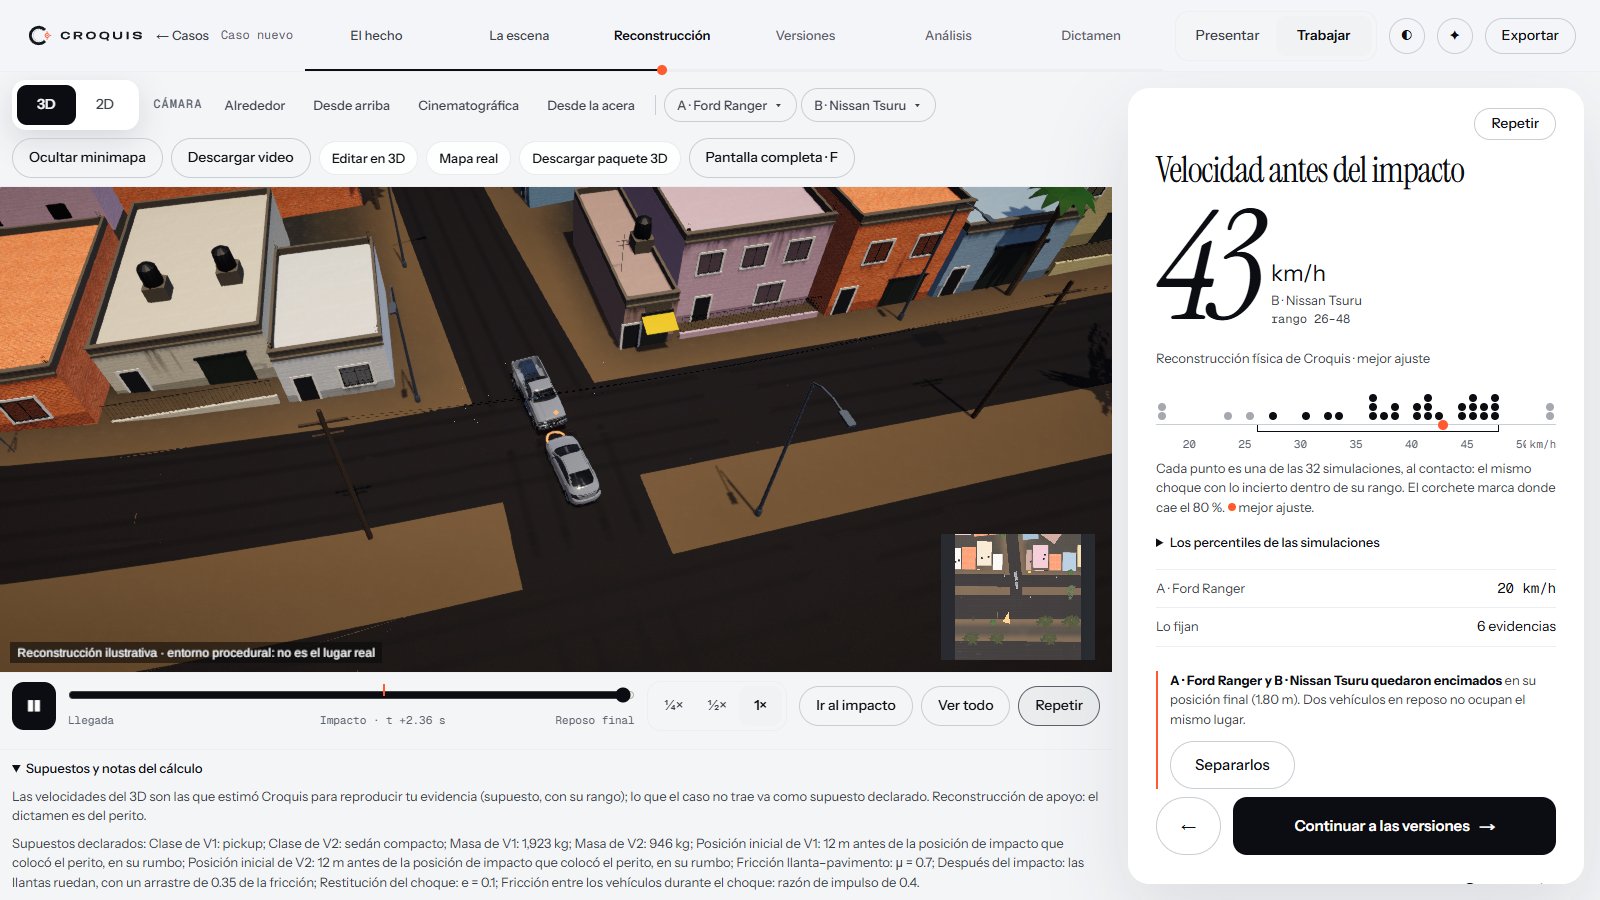 CROQUIS
← Casos
Caso nuevo
El hecho
La escena
Reconstrucción
Versiones
Análisis
Dictamen
Presentar
Trabajar
Exportar
3D
2D
CÁMARA
Alrededor
Desde arriba
Cinematográfica
Desde la acera
A · Ford Ranger
B · Nissan Tsuru
Ocultar minimapa
Descargar video
Editar en 3D
Mapa real
Descargar paquete 3D
Pantalla completa · F
Reconstrucción ilustrativa - entorno procedural: no es el lugar real
Llegada
Impacto · t +2.36 s
Reposo final
¼×
½×
1×
Ir al impacto
Ver todo
Repetir
Supuestos y notas del cálculo
Las velocidades del 3D son las que estimó Croquis para reproducir tu evidencia (supuesto, con su rango); lo que el caso no trae va como supuesto declarado. Reconstrucción de apoyo: el
dictamen es del perito.
Supuestos declarados: Clase de V1: pickup; Clase de V2: sedán compacto; Masa de V1: 1,923 kg; Masa de V2: 946 kg; Posición inicial de V1: 12 m antes de la posición de impacto que
colocó el perito, en su rumbo; Posición inicial de V2: 12 m antes de la posición de impacto que colocó el perito, en su rumbo; Fricción llanta–pavimento: μ = 0.7; Después del impacto: las
llantas ruedan, con un arrastre de 0.35 de la fricción; Restitución del choque: e = 0.1; Fricción entre los vehículos durante el choque: razón de impulso de 0.4.
Repetir
Velocidad antes del impacto
43
km/h
B · Nissan Tsuru
rango 26–48
Reconstrucción física de Croquis · mejor ajuste
20 25 30 35 40 45 km/h
Cada punto es una de las 32 simulaciones, al contacto: el mismo
choque con lo incierto dentro de su rango. El corchete marca donde
cae el 80 %. mejor ajuste.
Los percentiles de las simulaciones
A · Ford Ranger
20 km/h
Lo fijan
6 evidencias
A · Ford Ranger y B · Nissan Tsuru quedaron encimados en su
posición final (1.80 m). Dos vehículos en reposo no ocupan el
mismo lugar.
Separarlos
←
Continuar a las versiones →